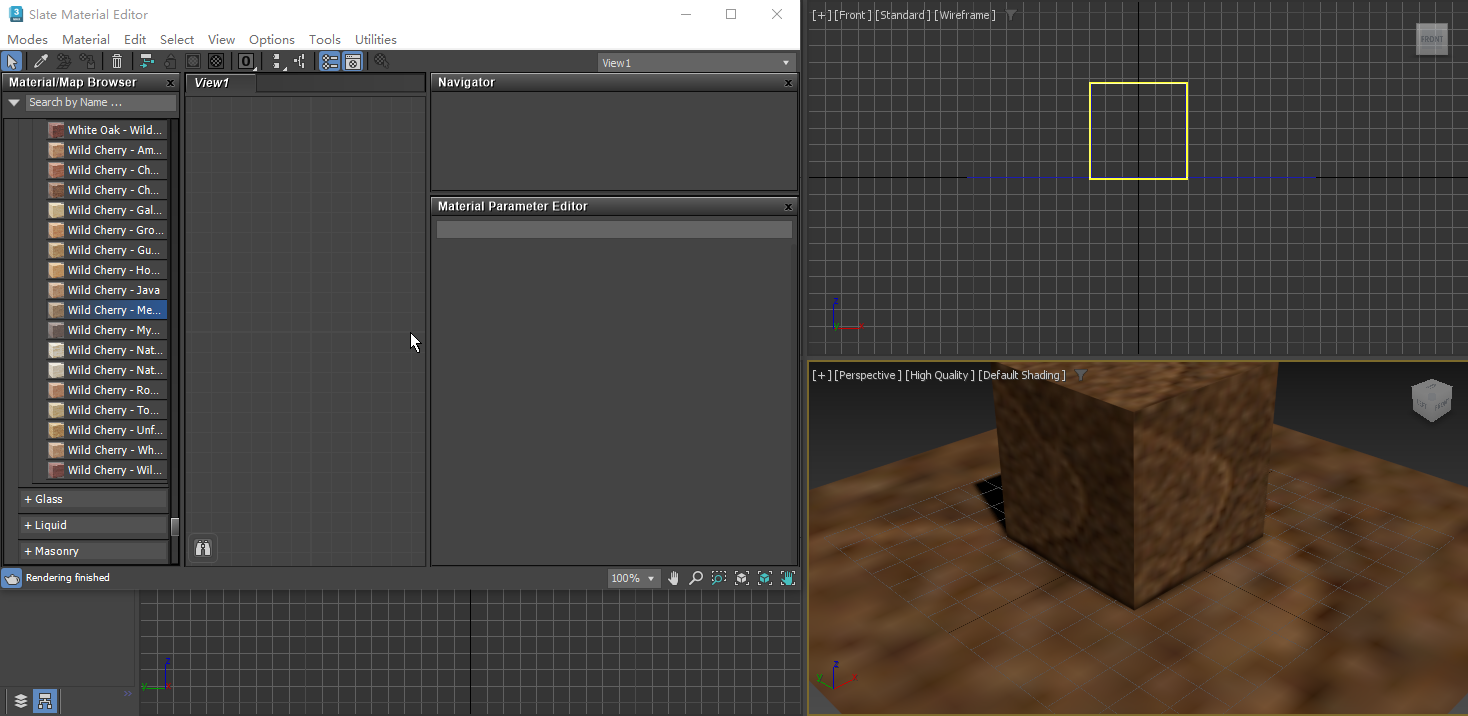 Slate Material Editor
Modes Material Edit Select View Options Tools Utilities
View1
Material/Map Browser x
Search by Name ...
White Oak - Wild...
Wild Cherry - Am...
Wild Cherry - Ch...
Wild Cherry - Ch...
Wild Cherry - Gal...
Wild Cherry - Gro...
Wild Cherry - Gu...
Wild Cherry - Ho...
Wild Cherry - Java
Wild Cherry - Me...
Wild Cherry - My...
Wild Cherry - Nat...
Wild Cherry - Nat...
Wild Cherry - Ro...
Wild Cherry - To...
Wild Cherry - Unf...
Wild Cherry - Wh...
Wild Cherry - Wil...
+ Glass
+ Liquid
+ Masonry
View1
Navigator x
Material Parameter Editor x
Rendering finished
100%
[+] [Front] [Standard] [Wireframe]
FRONT
z
x
y
[+] [Perspective] [High Quality] [Default Shading]
LEFT
FRONT
z
y
x
z
y